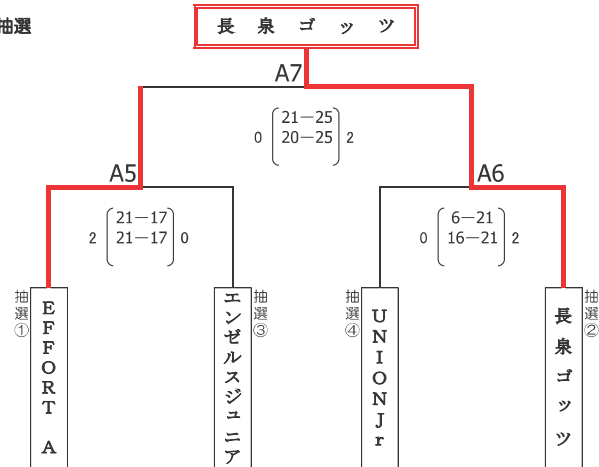 抽選
長泉ゴッツ
A7
21－25
0 20－25 2
A5
A6
21－17
2 21－17 0
6－21
0 16－21 2
抽選①
EFFORT A
エンゼルスジュニア
抽選③
抽選④
UNIONJr
長泉ゴッツ
抽選②